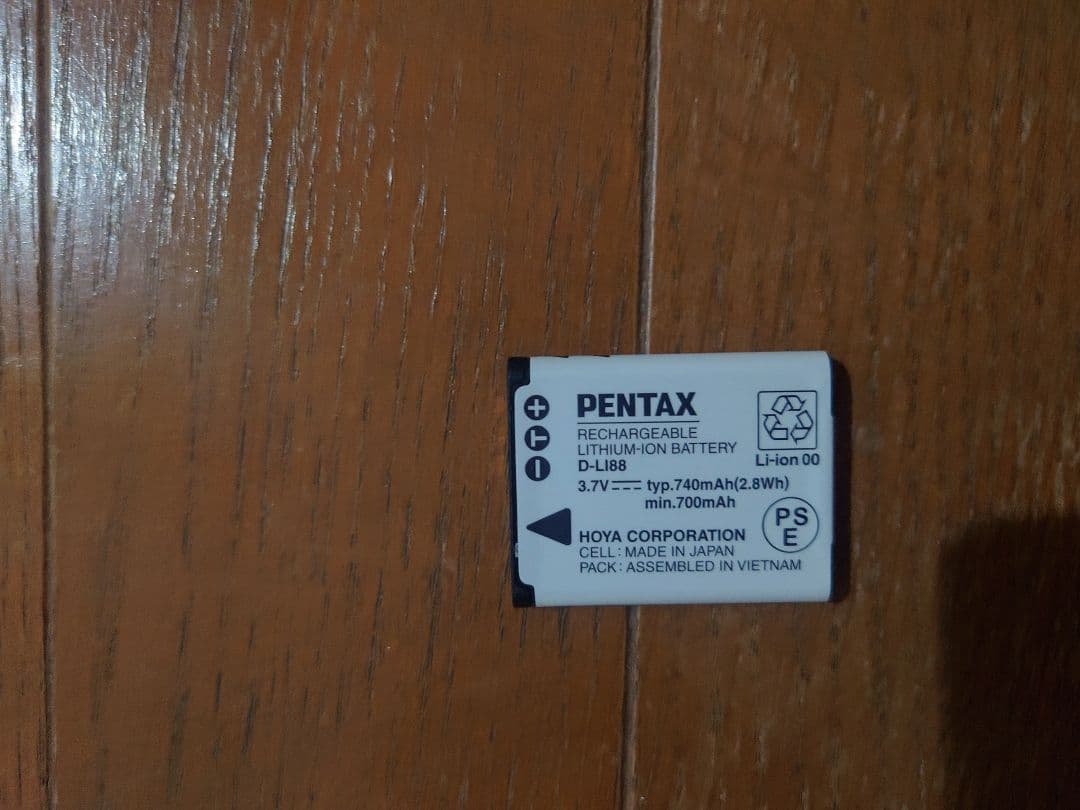 PENTAX
RECHARGEABLE
LITHIUM-ION BATTERY
D-LI88
Li-ion 00
3.7V⎓ typ.740mAh(2.8Wh)
min.700mAh
PS
E
HOYA CORPORATION
CELL : MADE IN JAPAN
PACK : ASSEMBLED IN VIETNAM
+
T
−